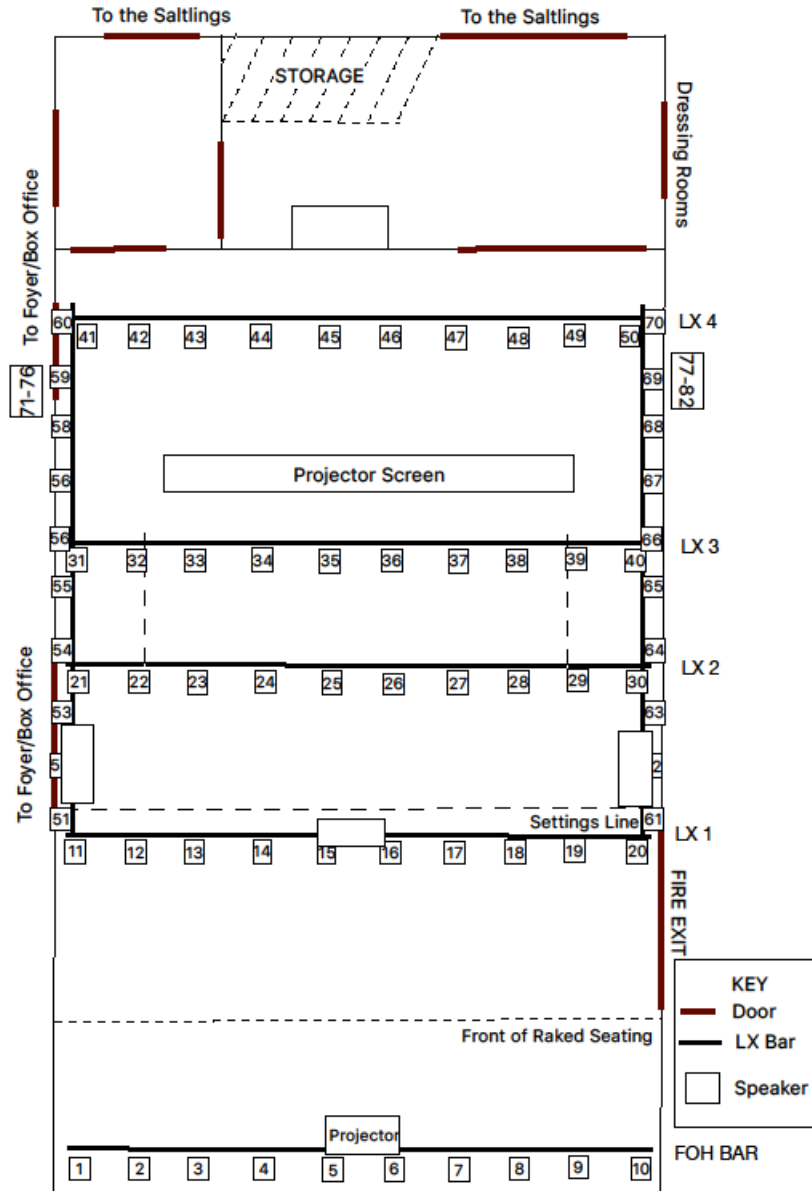 To the Saltlings
To the Saltlings
STORAGE
Dressing Rooms
To Foyer/Box Office
60
70
LX 4
41 42 43 44 45 46 47 48 49 50
71-76
59
69
77-82
58
68
Projector Screen
56
67
56
66
LX 3
31 32 33 34 35 36 37 38 39 40
55
65
54
64
LX 2
21 22 23 24 25 26 27 28 29 30
To Foyer/Box Office
53
63
5
2
51
Settings Line
61
LX 1
11 12 13 14 15 16 17 18 19 20
FIRE EXIT
KEY
Door
LX Bar
Speaker
Front of Raked Seating
Projector
FOH BAR
1 2 3 4 5 6 7 8 9 10